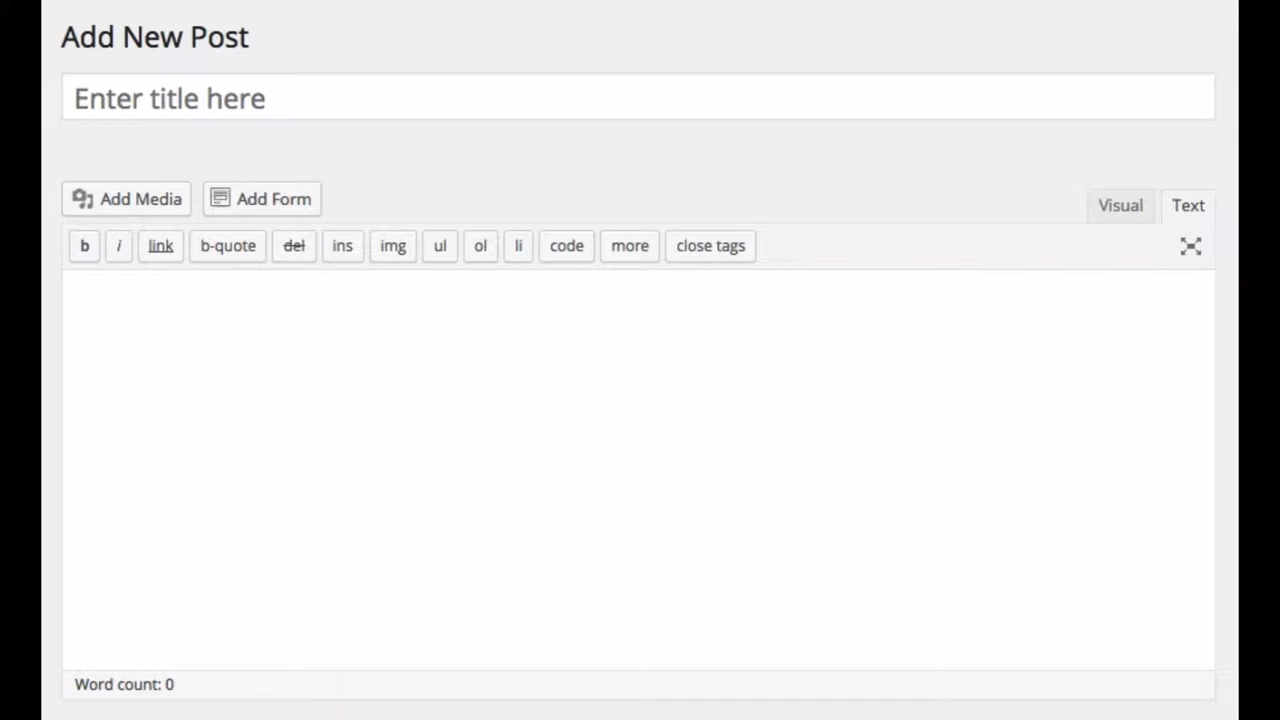 Add New Post
Enter title here
Add Media Add Form
Visual Text
b i link b-quote del ins img ul ol li code more close tags
Word count: 0